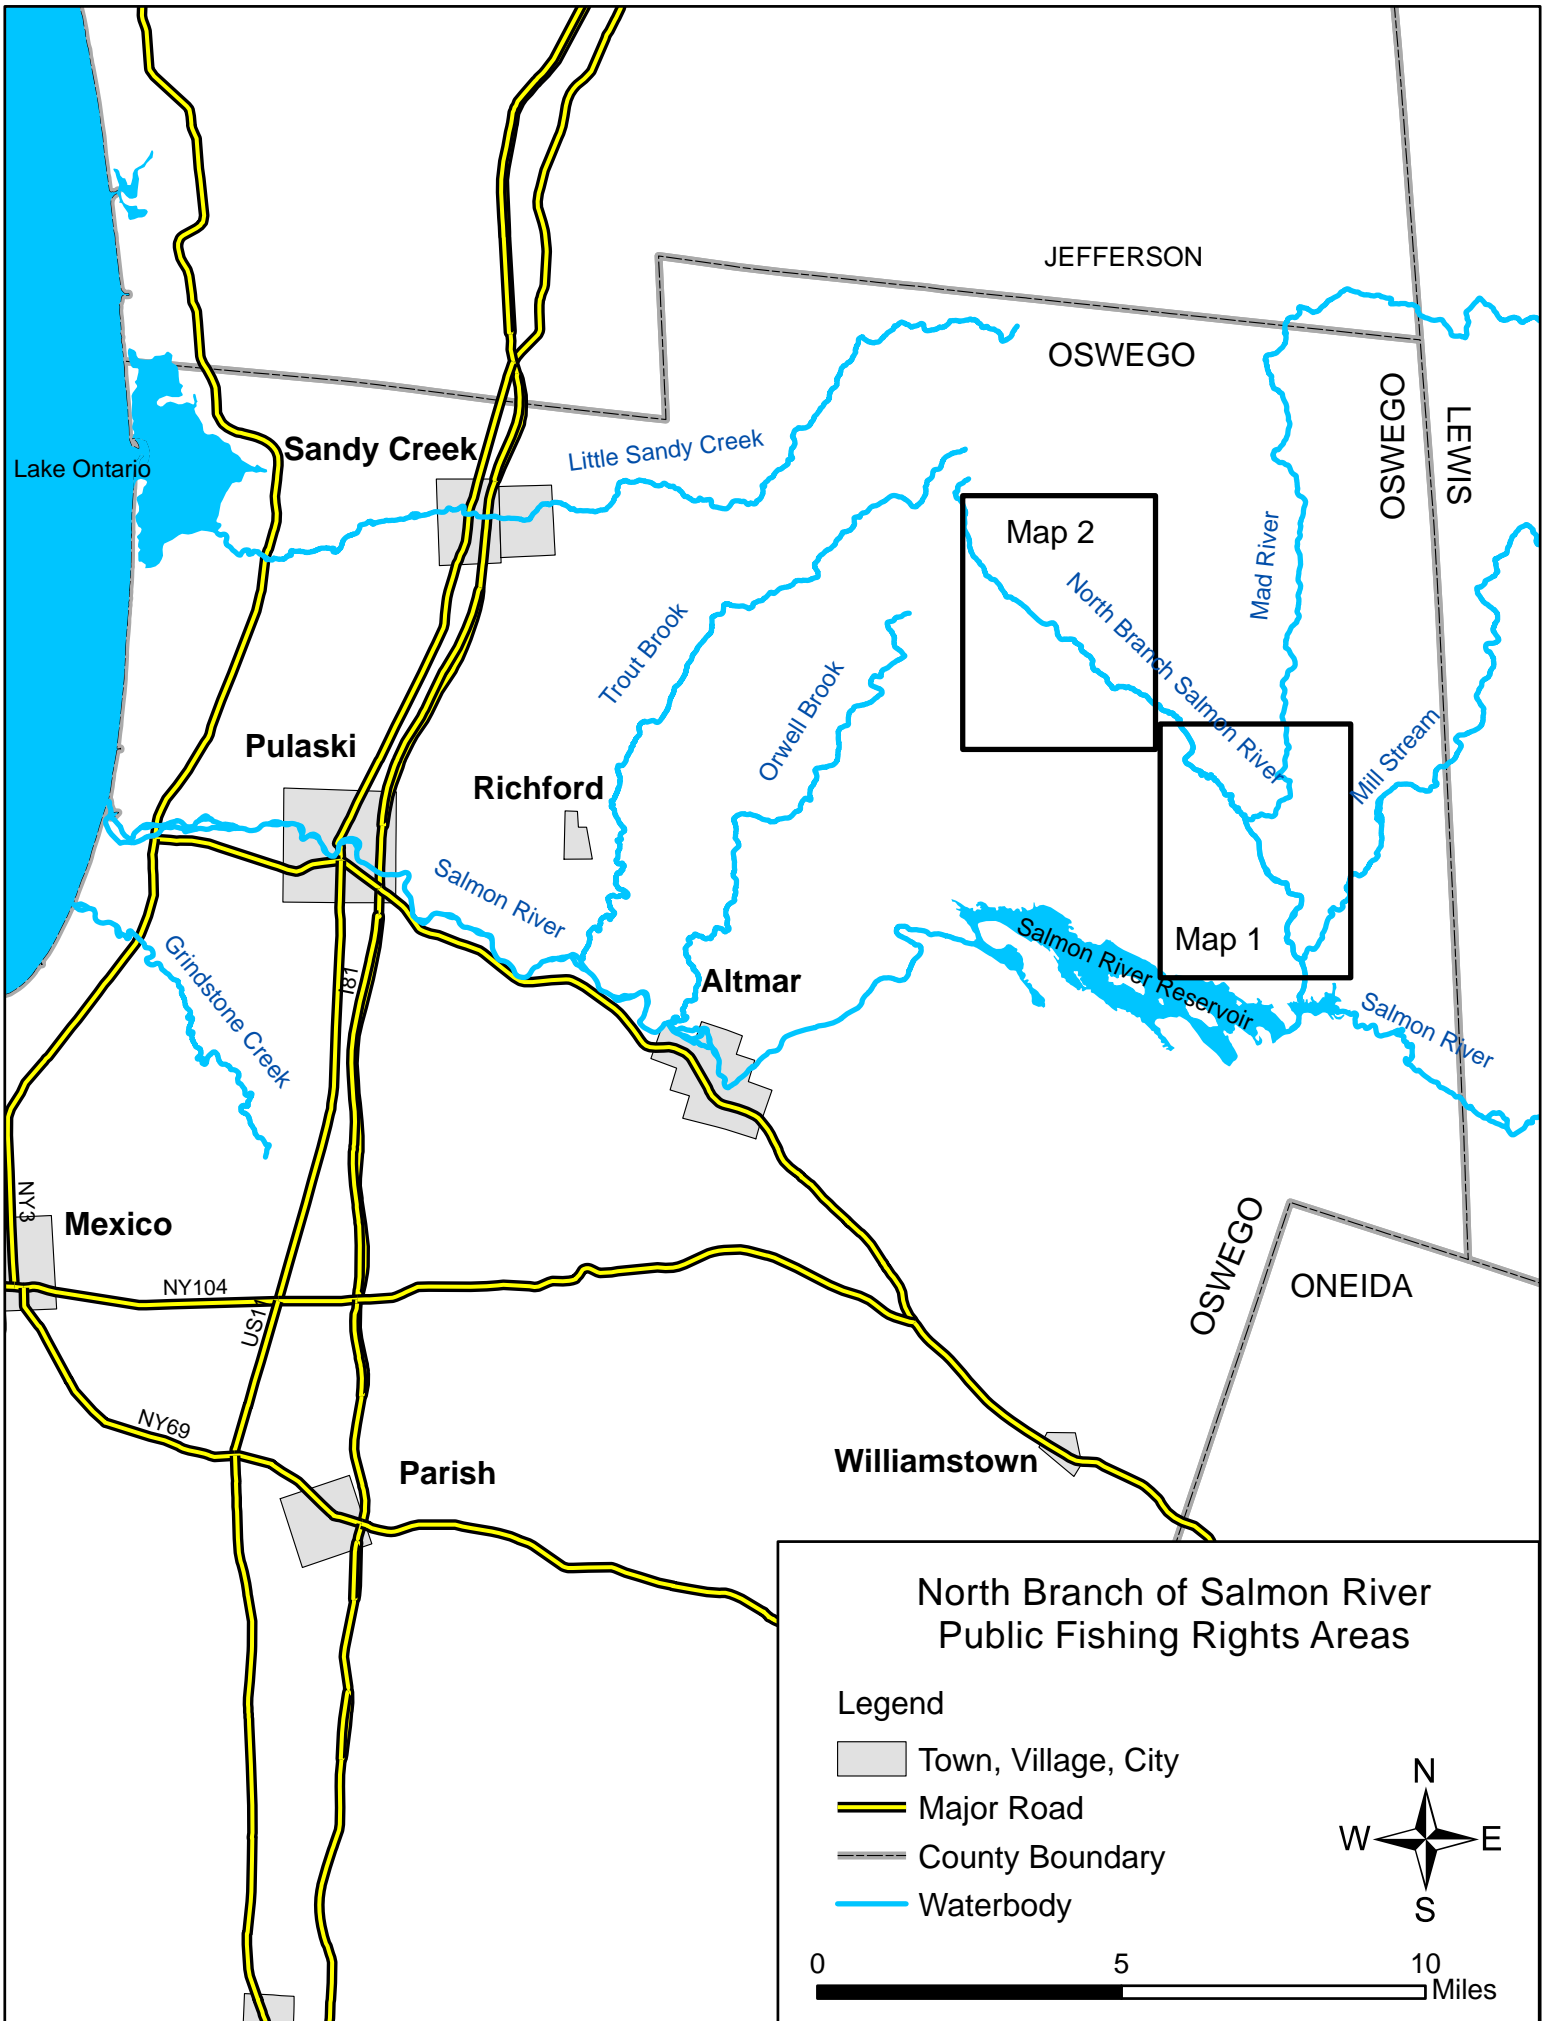 JEFFERSON
OSWEGO
OSWEGO
LEWIS
Sandy Creek
Little Sandy Creek
Lake Ontario
Map 2
North Branch Salmon River
Mad River
Trout Brook
Orwell Brook
Mill Stream
Pulaski
Richford
Salmon River
Map 1
Salmon River Reservoir
Salmon River
Altmar
I81
Grindstone Creek
NY3
Mexico
NY104
US11
OSWEGO
ONEIDA
NY69
Parish
Williamstown
North Branch of Salmon River
Public Fishing Rights Areas
Legend
Town, Village, City
Major Road
County Boundary
Waterbody
N
W E
S
0 5 10
Miles